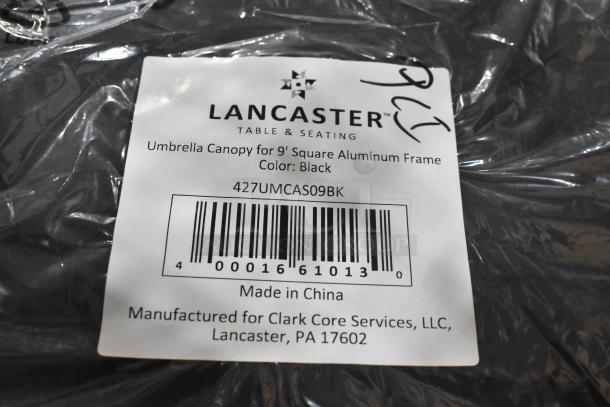 LANCASTER™
TABLE & SEATING
Umbrella Canopy for 9' Square Aluminum Frame
Color: Black
427UMCAS09BK
4 00016 61013 0
Made in China
Manufactured for Clark Core Services, LLC,
Lancaster, PA 17602